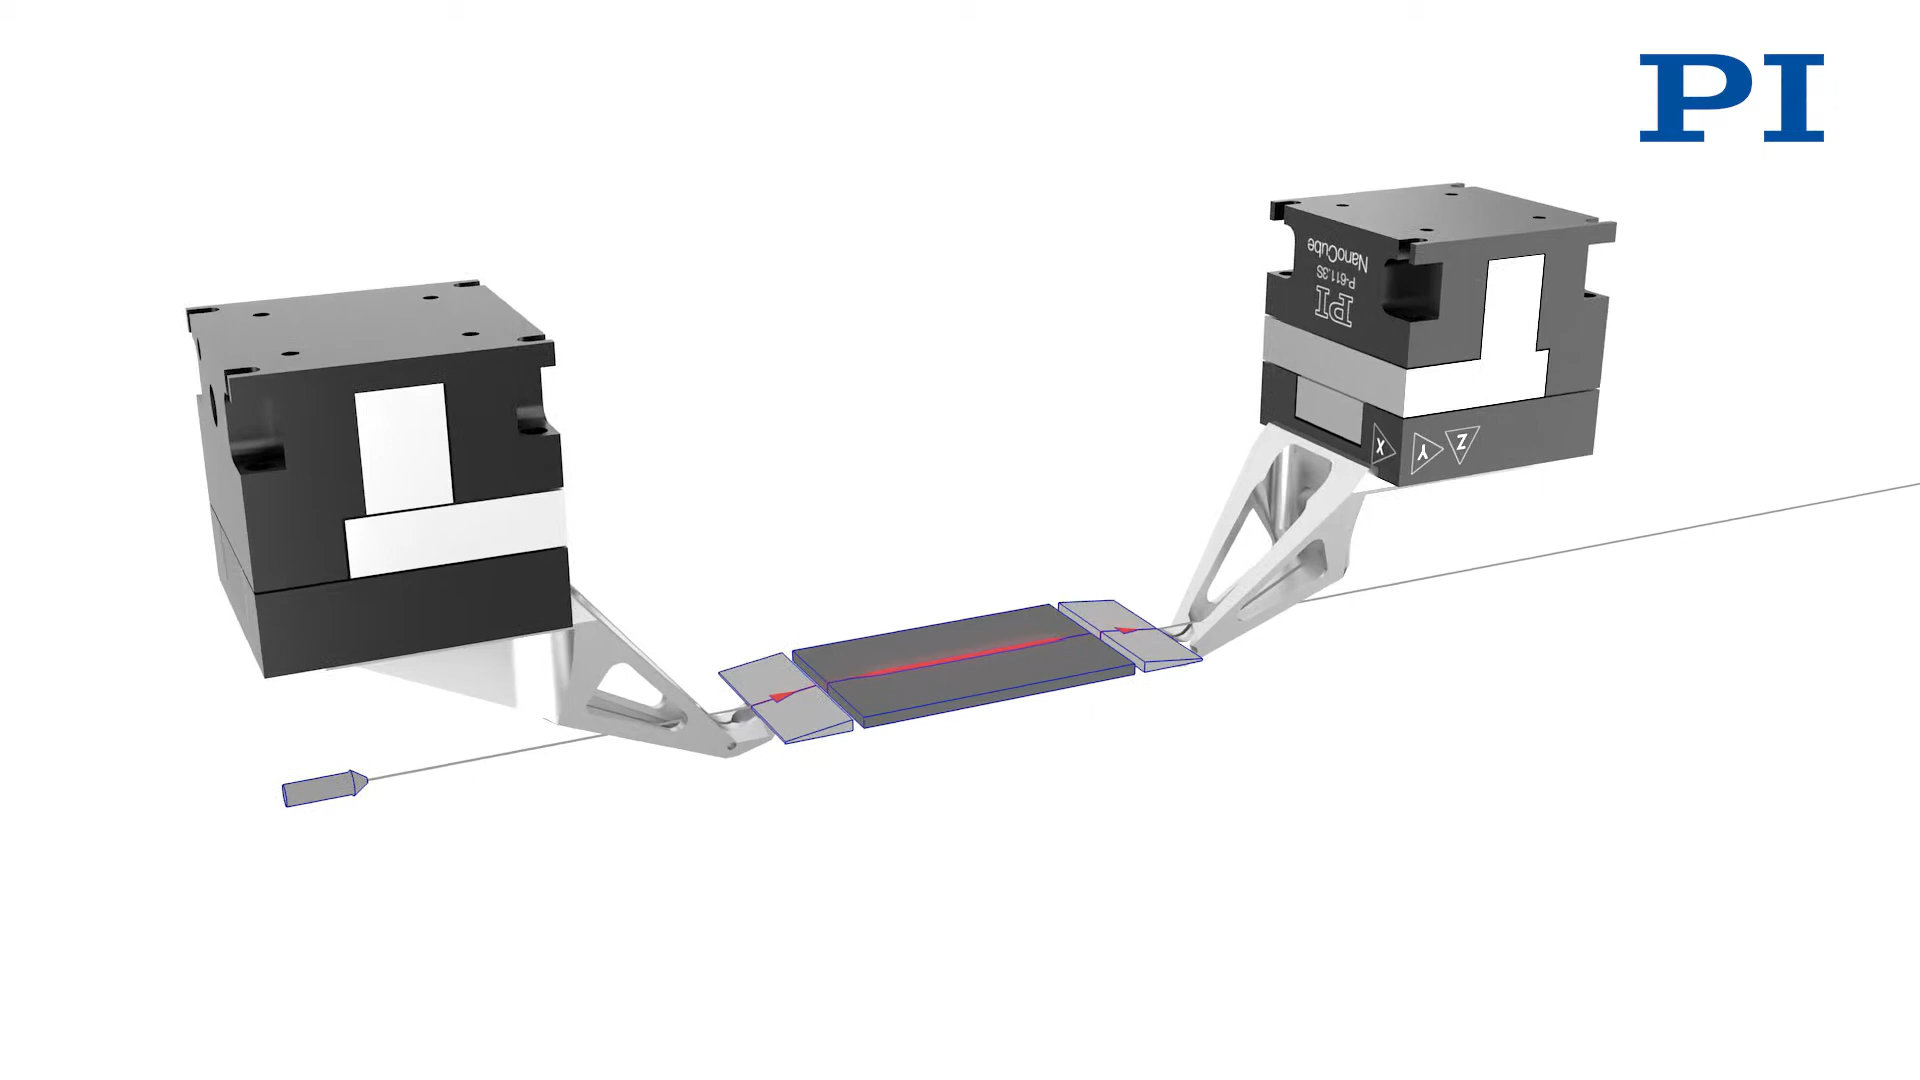 PI
NanoCube
P-611.3S
PI
X
Y
Z